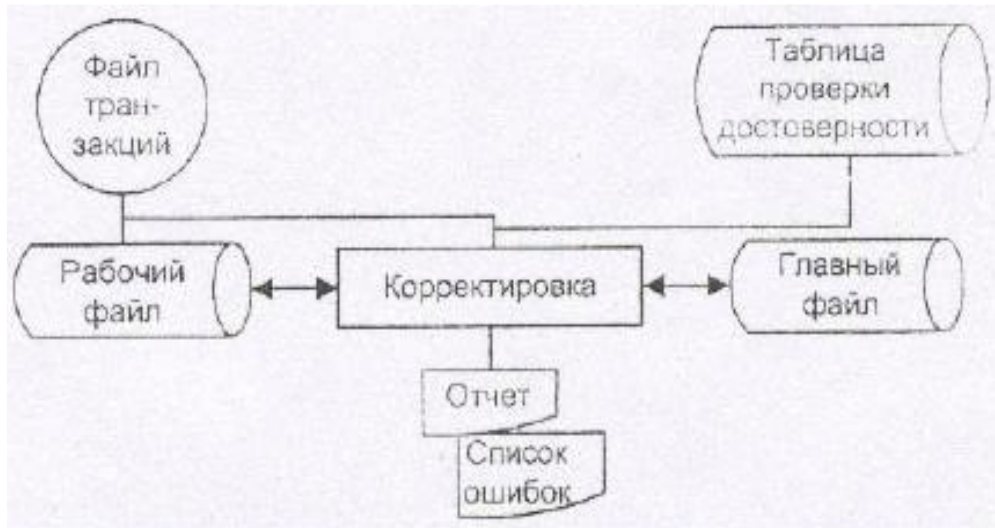 Файл
тран-
закций
Таблица
проверки
достоверности
Рабочий
файл
Корректировка
Главный
файл
Отчет
Список
ошибок